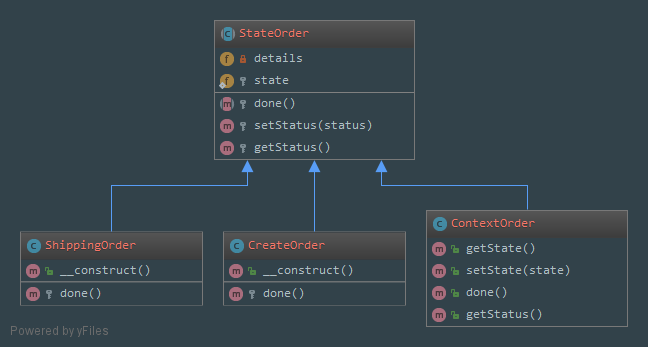 StateOrder
details
state
done()
setStatus(status)
getStatus()
ShippingOrder
__construct()
done()
CreateOrder
__construct()
done()
ContextOrder
getState()
setState(state)
done()
getStatus()
Powered by yFiles